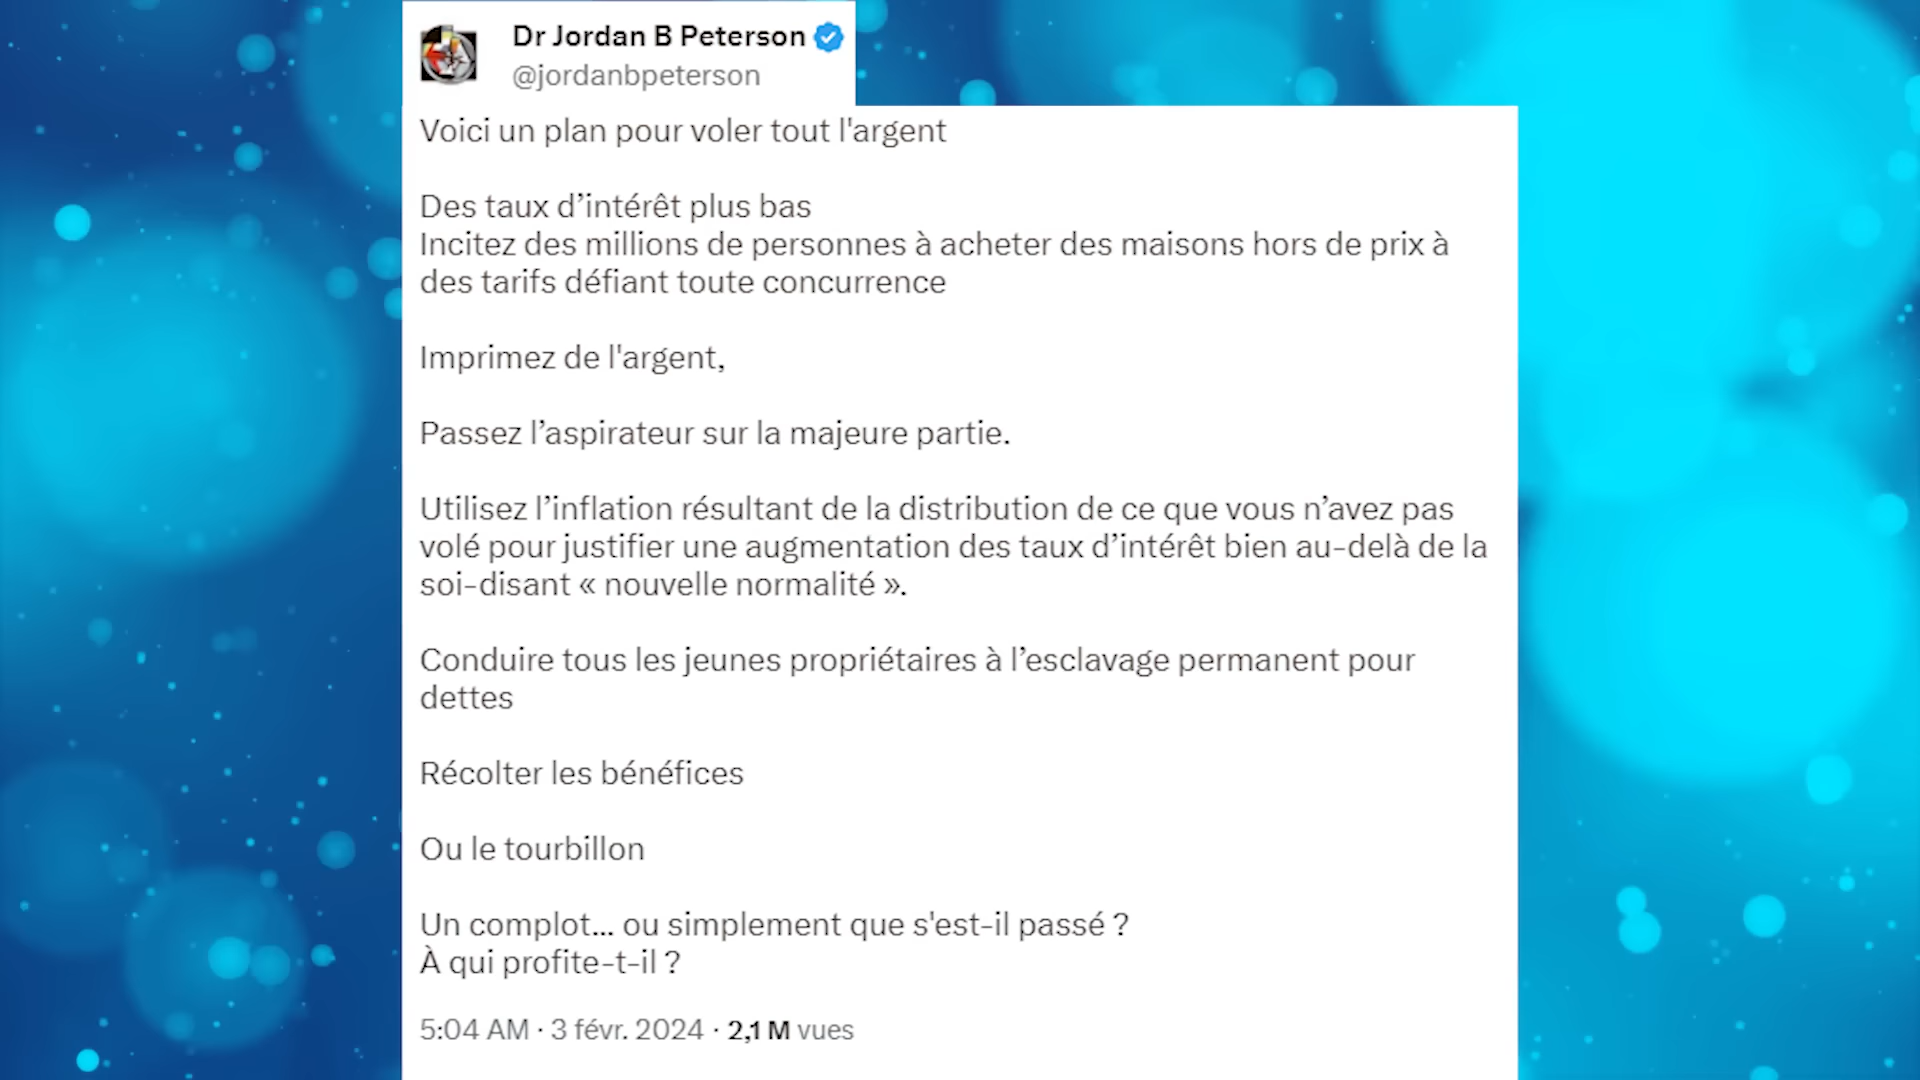 Dr Jordan B Peterson
@jordanbpeterson
Voici un plan pour voler tout l'argent
Des taux d’intérêt plus bas
Incitez des millions de personnes à acheter des maisons hors de prix à
des tarifs défiant toute concurrence
Imprimez de l'argent,
Passez l’aspirateur sur la majeure partie.
Utilisez l’inflation résultant de la distribution de ce que vous n’avez pas
volé pour justifier une augmentation des taux d’intérêt bien au-delà de la
soi-disant « nouvelle normalité ».
Conduire tous les jeunes propriétaires à l’esclavage permanent pour
dettes
Récolter les bénéfices
Ou le tourbillon
Un complot... ou simplement que s'est-il passé ?
À qui profite-t-il ?
5:04 AM · 3 févr. 2024 · 2,1 M vues